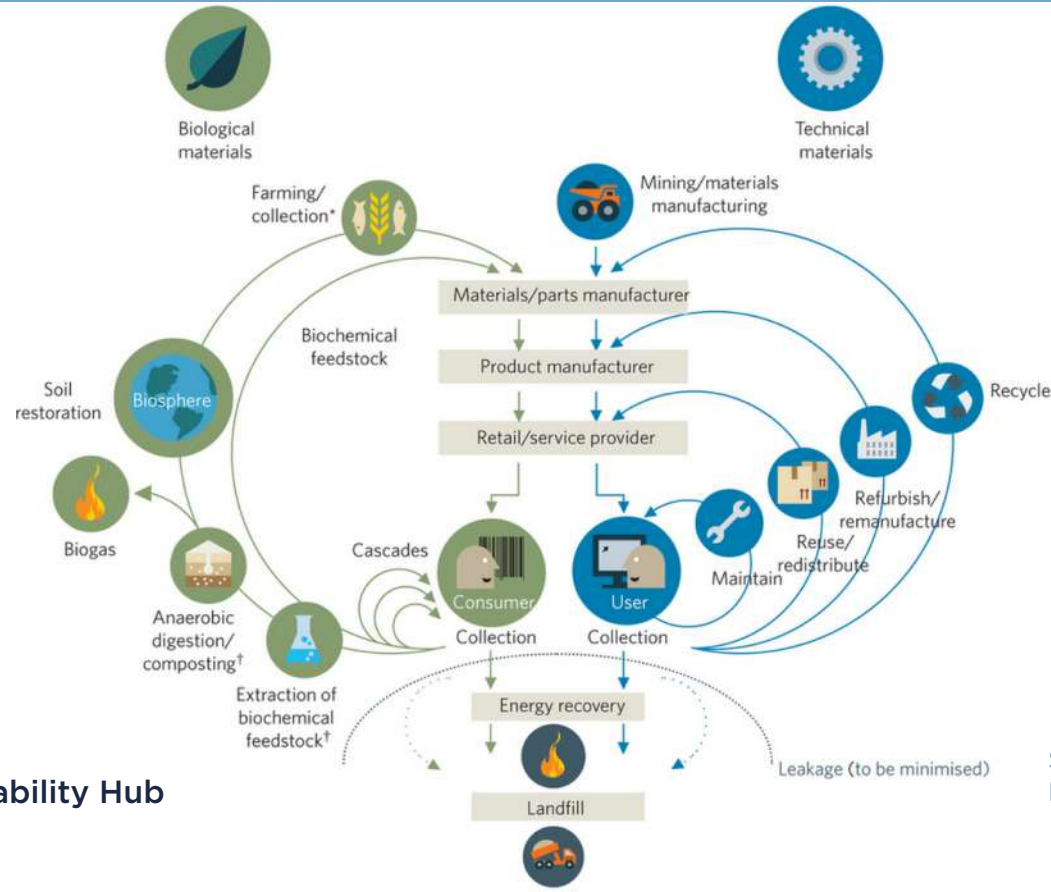 Biological
materials
Technical
materials
Farming/
collection*
Mining/materials
manufacturing
Materials/parts manufacturer
Biochemical
feedstock
Product manufacturer
Soil
restoration
Biosphere
Recycle
Retail/service provider
Refurbish/
remanufacture
Biogas
Cascades
Reuse/
redistribute
Maintain
Consumer
User
Anaerobic
digestion/
composting†
Collection
Collection
Extraction of
biochemical
feedstock†
Energy recovery
Leakage (to be minimised)
ability Hub
Landfill